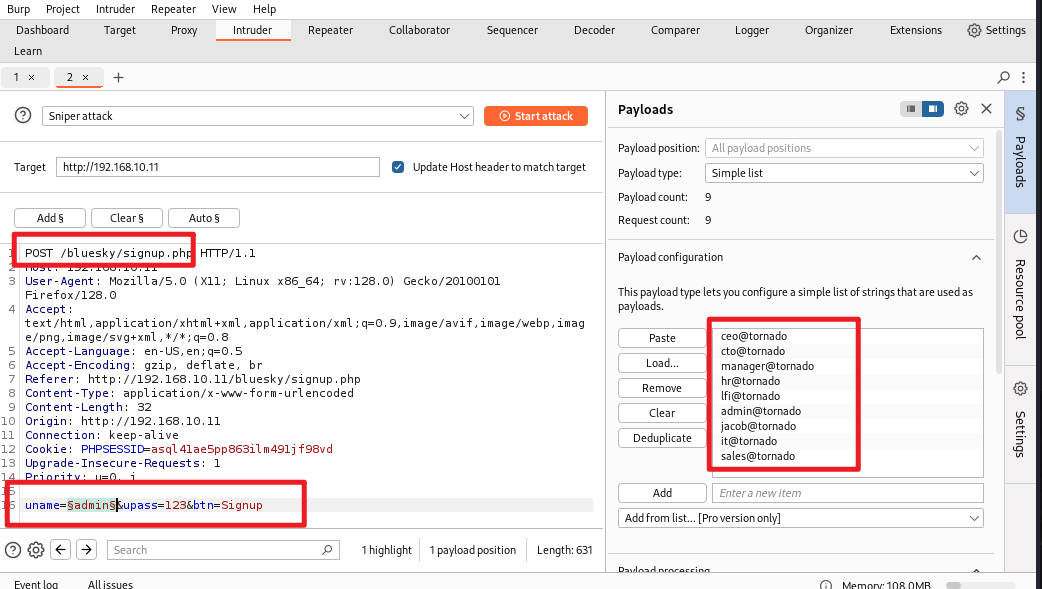 Burp Project Intruder Repeater View Help
Dashboard Target Proxy Intruder Repeater Collaborator Sequencer Decoder Comparer Logger Organizer Extensions Settings
Learn
1 × 2 × +
Sniper attack Start attack
Target http://192.168.10.11 Update Host header to match target
Add § Clear § Auto §
1 POST /bluesky/signup.php HTTP/1.1
2 Host: 192.168.10.11
3 User-Agent: Mozilla/5.0 (X11; Linux x86_64; rv:128.0) Gecko/20100101
Firefox/128.0
4 Accept:
text/html,application/xhtml+xml,application/xml;q=0.9,image/avif,image/webp,imag
e/png,image/svg+xml,*/*;q=0.8
5 Accept-Language: en-US,en;q=0.5
6 Accept-Encoding: gzip, deflate, br
7 Referer: http://192.168.10.11/bluesky/signup.php
8 Content-Type: application/x-www-form-urlencoded
9 Content-Length: 32
10 Origin: http://192.168.10.11
11 Connection: keep-alive
12 Cookie: PHPSESSID=asql41ae5pp863ilm491jf98vd
13 Upgrade-Insecure-Requests: 1
14 Priority: u=0, i
15
16 uname=§admin§&upass=123&btn=Signup
Search 1 highlight 1 payload position Length: 631
Event log All issues Memory: 108.0MB
Payloads
Payload position: All payload positions
Payload type: Simple list
Payload count: 9
Request count: 9
Payload configuration
This payload type lets you configure a simple list of strings that are used as
payloads.
Paste
Load...
Remove
Clear
Deduplicate
ceo@tornado
cto@tornado
manager@tornado
hr@tornado
lfi@tornado
admin@tornado
jacob@tornado
it@tornado
sales@tornado
Add Enter a new item
Add from list... [Pro version only]
Payload processing
§ Payloads
Resource pool
Settings